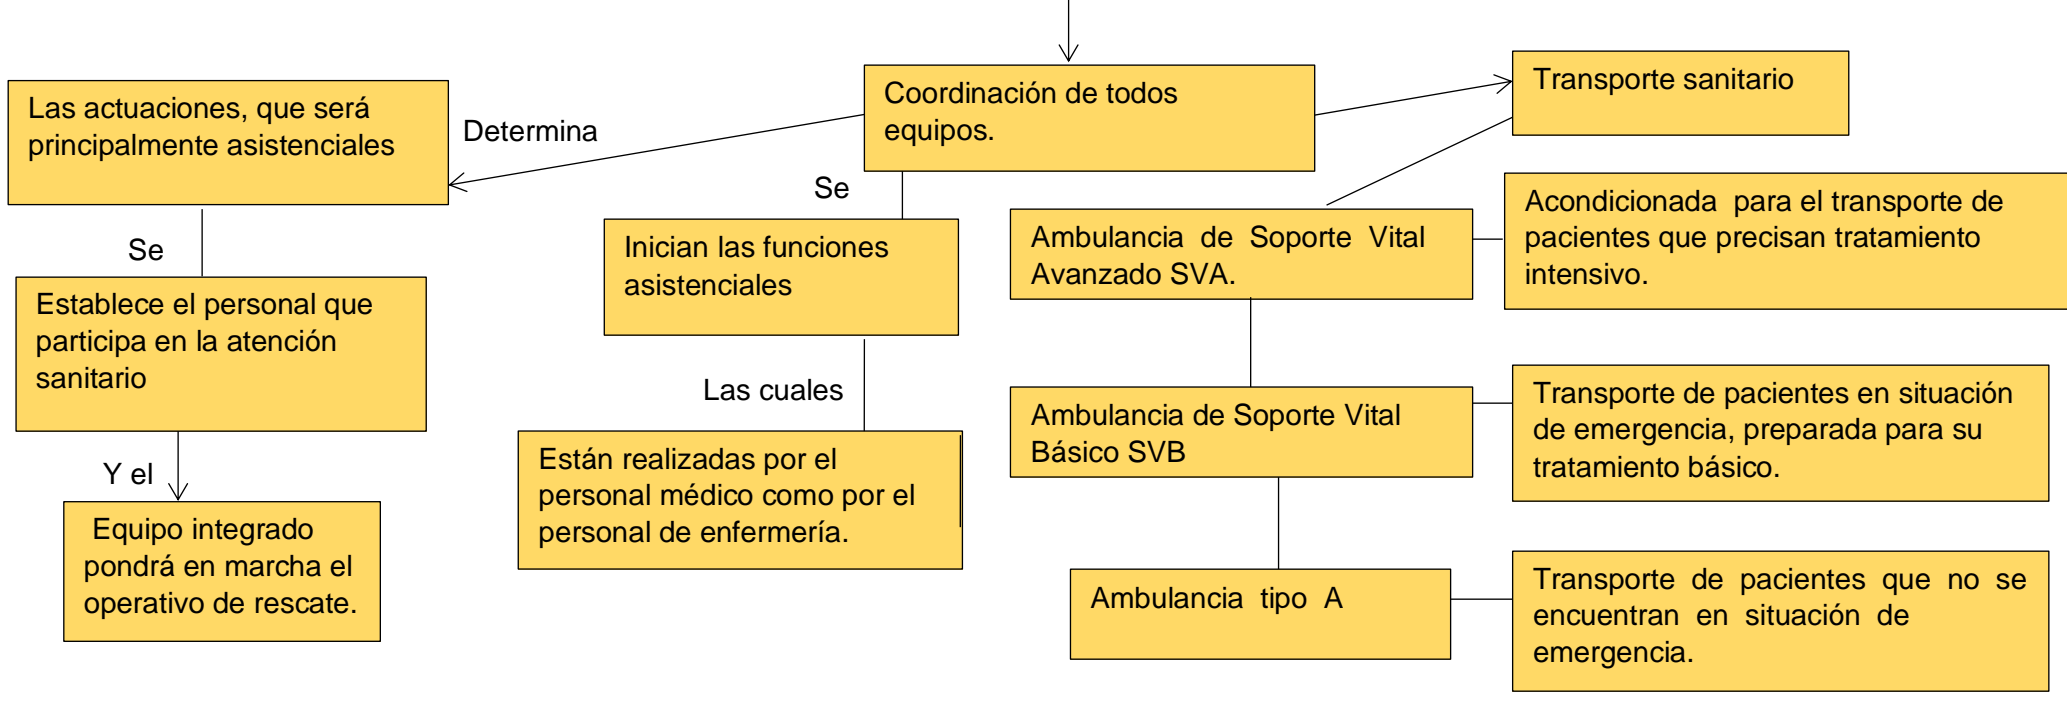 Coordinación de todos
equipos.
Determina
Las actuaciones, que será
principalmente asistenciales
Se
Establece el personal que
participa en la atención
sanitario
Y el
Equipo integrado
pondrá en marcha el
operativo de rescate.
Se
Inician las funciones
asistenciales
Las cuales
Están realizadas por el
personal médico como por el
personal de enfermería.
Transporte sanitario
Ambulancia de Soporte Vital
Avanzado SVA.
Acondicionada para el transporte de
pacientes que precisan tratamiento
intensivo.
Ambulancia de Soporte Vital
Básico SVB
Transporte de pacientes en situación
de emergencia, preparada para su
tratamiento básico.
Ambulancia tipo A
Transporte de pacientes que no se
encuentran en situación de
emergencia.